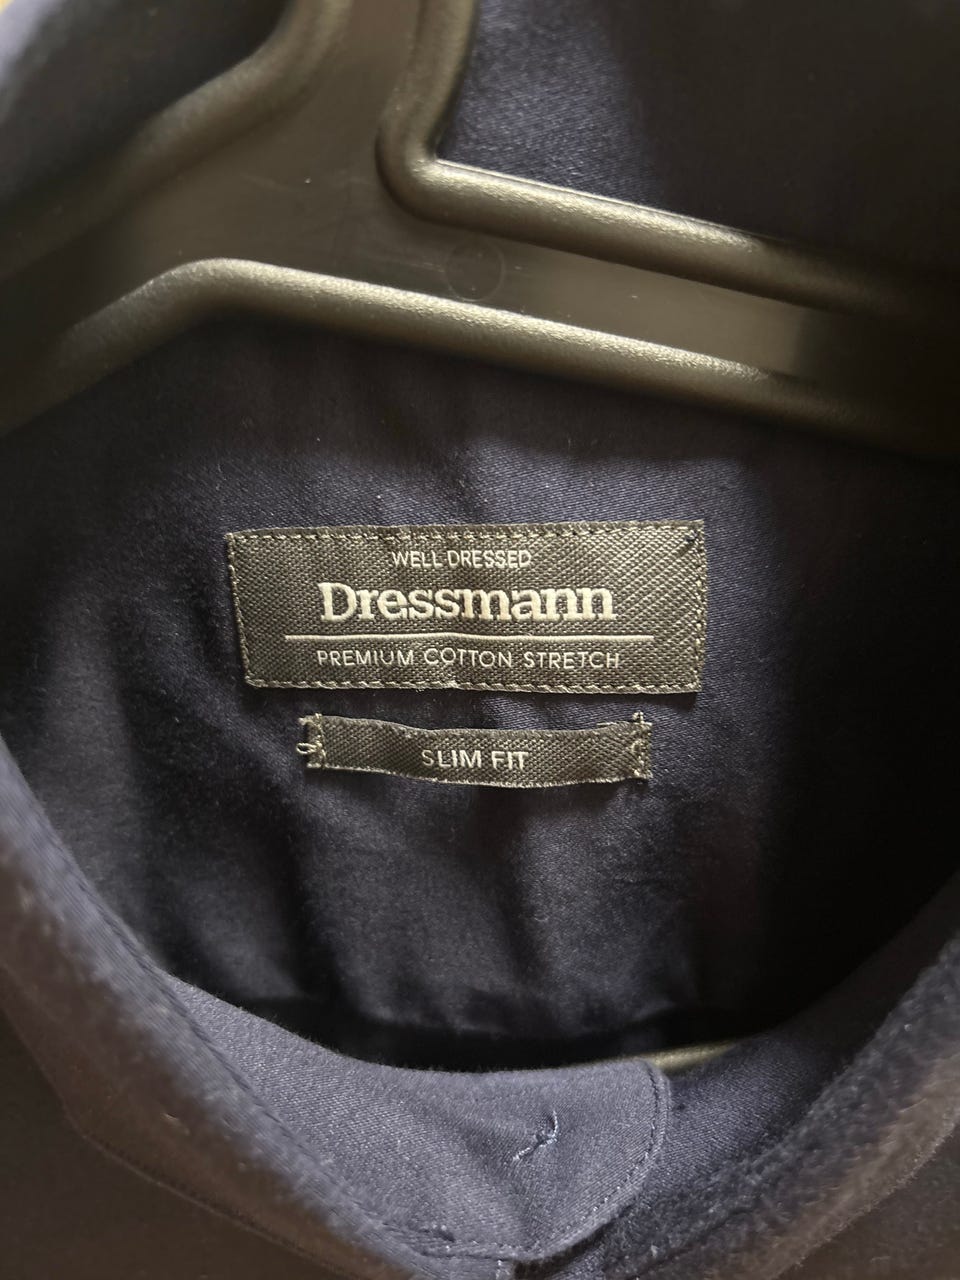 WELL DRESSED
Dressmann
PREMIUM COTTON STRETCH
SLIM FIT